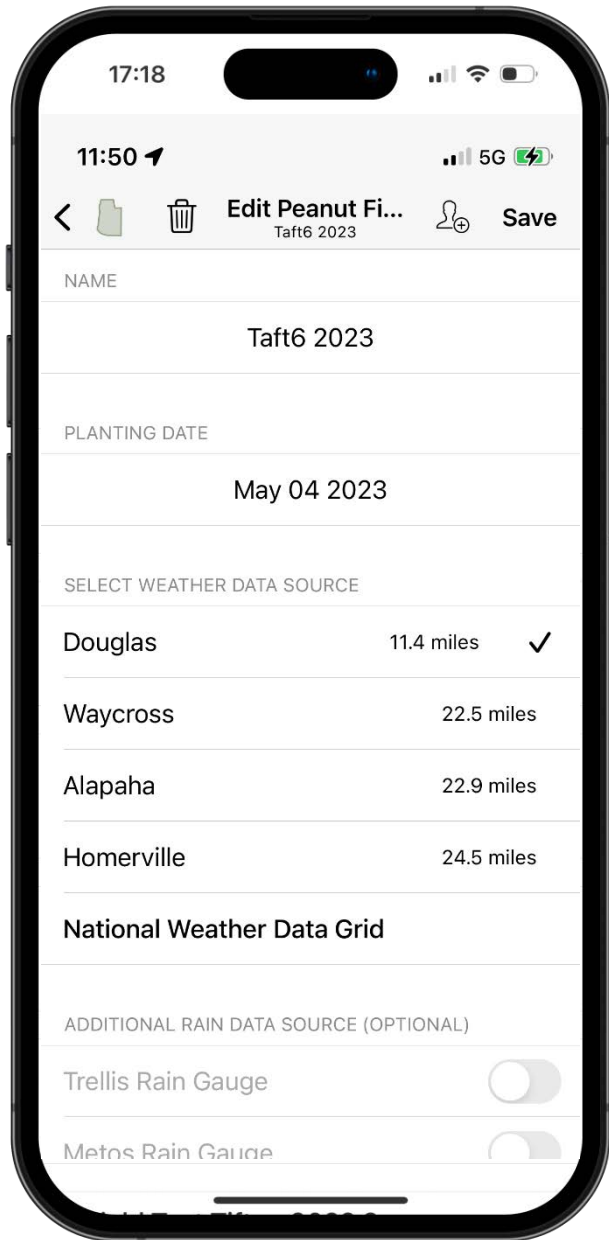 17:18
11:50
5G
Edit Peanut Fi...
Save
Taft6 2023
NAME
Taft6 2023
PLANTING DATE
May 04 2023
SELECT WEATHER DATA SOURCE
Douglas 11.4 miles
Waycross 22.5 miles
Alapaha 22.9 miles
Homerville 24.5 miles
National Weather Data Grid
ADDITIONAL RAIN DATA SOURCE (OPTIONAL)
Trellis Rain Gauge
Metos Rain Gauge